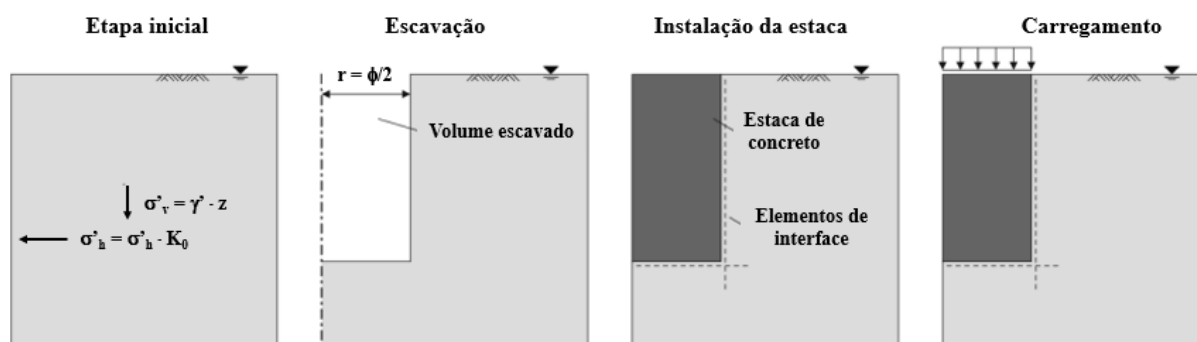 Etapa inicial
Escavação
Instalação da estaca
Carregamento
r = ϕ/2
Volume escavado
Estaca de
concreto
σ'v = γ' · z
σ'h = σ'h · K0
Elementos de
interface